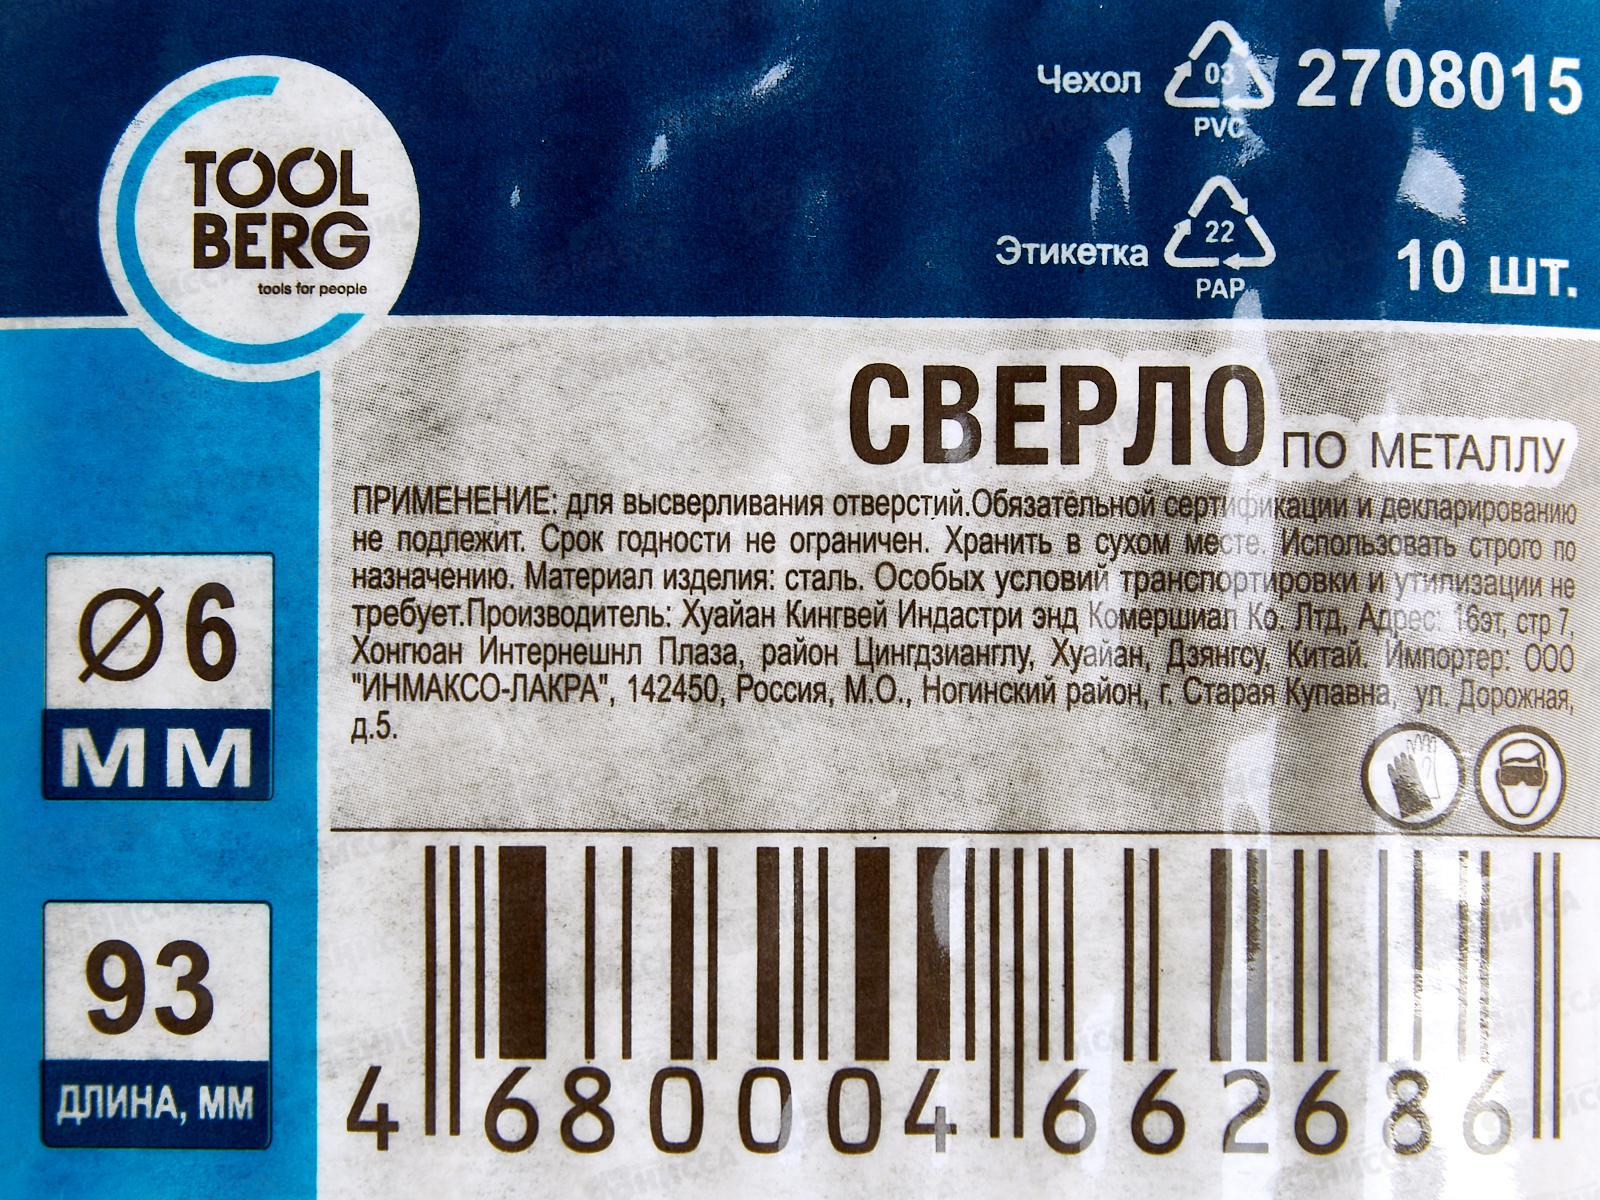 TOOL
BERG
tools for people
Чехол 03 2708015
PVC
Этикетка 22 10 шт.
PAP
СВЕРЛО ПО МЕТАЛЛУ
ПРИМЕНЕНИЕ: для высверливания отверстий.Обязательной сертификации и декларированию
не подлежит. Срок годности не ограничен. Хранить в сухом месте. Использовать строго по
назначению. Материал изделия: сталь. Особых условий транспортировки и утилизации не
требует.Производитель: Хуайан Кингвей Индастри энд Комершиал Ко. Лтд, Адрес: 16эт, стр 7,
Хонгюан Интернешнл Плаза, район Цингдзианглу, Хуайан, Дзянгсу, Китай. Импортер: ООО
"ИНМАКСО-ЛАКРА", 142450, Россия, М.О., Ногинский район, г. Старая Купавна, ул. Дорожная,
д.5.
Ø6
ММ
93
ДЛИНА, ММ
4 680004 662686